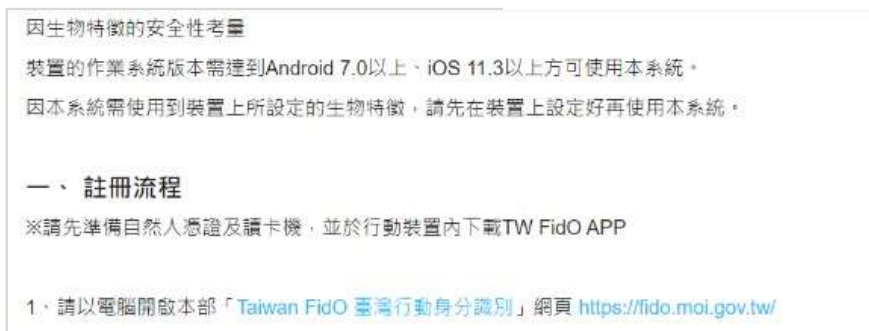 因生物特徵的安全性考量
裝置的作業系統版本需達到Android 7.0以上、iOS 11.3以上方可使用本系統。
因本系統需使用到裝置上所設定的生物特徵，請先在裝置上設定好再使用本系統。
一、 註冊流程
※請先準備自然人憑證及讀卡機，並於行動裝置內下載TW FidO APP
1、請以電腦開啟本部「Taiwan FidO 臺灣行動身分識別」網頁 https://fido.moi.gov.tw/